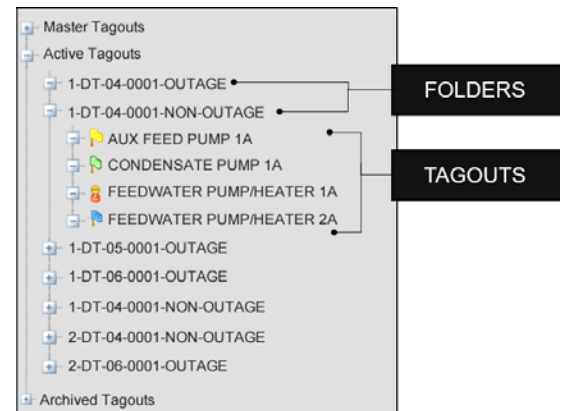 Master Tagouts
Active Tagouts
1-DT-04-0001-OUTAGE
1-DT-04-0001-NON-OUTAGE
AUX FEED PUMP 1A
CONDENSATE PUMP 1A
FEEDWATER PUMP/HEATER 1A
FEEDWATER PUMP/HEATER 2A
1-DT-05-0001-OUTAGE
1-DT-06-0001-OUTAGE
1-DT-04-0001-NON-OUTAGE
2-DT-04-0001-NON-OUTAGE
2-DT-06-0001-OUTAGE
Archived Tagouts
FOLDERS
TAGOUTS